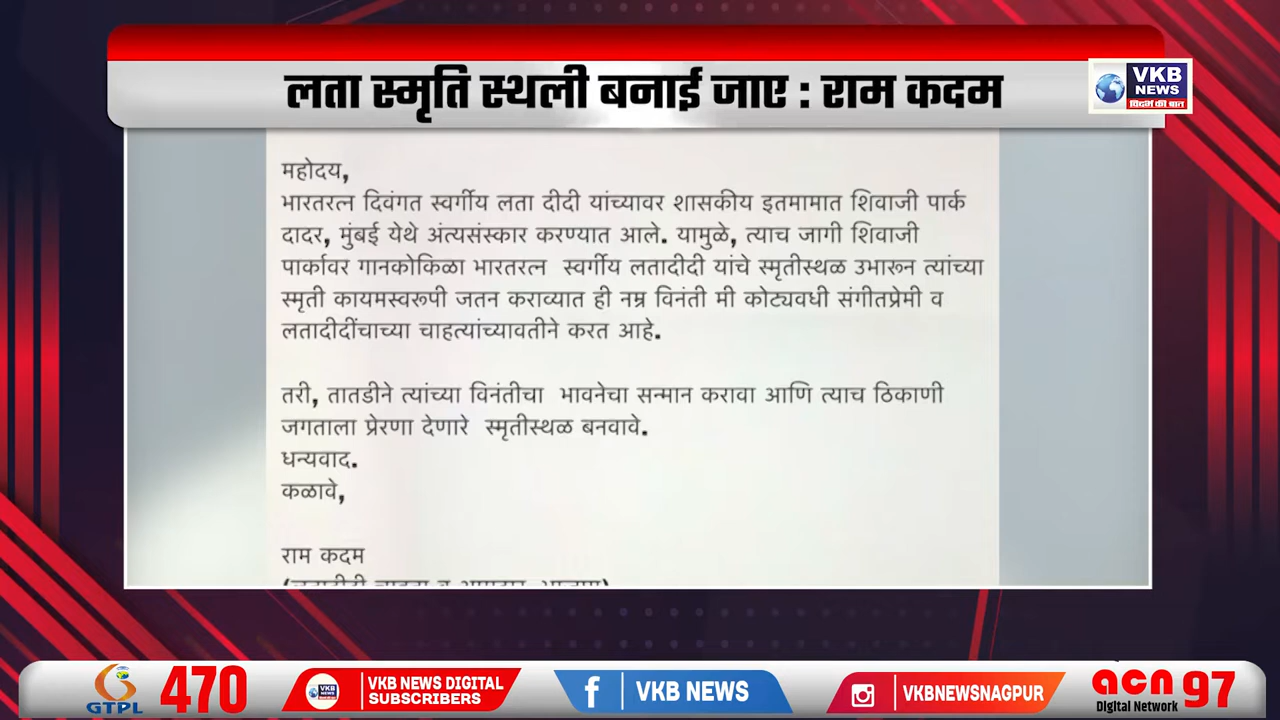 लता स्मृति स्थली बनाई जाए : राम कदम
VKB
NEWS
विदर्भ की बात
महोदय,
भारतरत्न दिवंगत स्वर्गीय लता दीदी यांच्यावर शासकीय इतमामात शिवाजी पार्क
दादर, मुंबई येथे अंत्यसंस्कार करण्यात आले. यामुळे, त्याच जागी शिवाजी
पार्कावर गानकोकिळा भारतरत्न स्वर्गीय लतादीदी यांचे स्मृतीस्थळ उभारून त्यांच्या
स्मृती कायमस्वरूपी जतन कराव्यात ही नम्र विनंती मी कोट्यवधी संगीतप्रेमी व
लतादीदींचाच्या चाहत्यांच्यावतीने करत आहे.
तरी, तातडीने त्यांच्या विनंतीचा भावनेचा सन्मान करावा आणि त्याच ठिकाणी
जगताला प्रेरणा देणारे स्मृतीस्थळ बनवावे.
धन्यवाद.
कळावे,
राम कदम
GTPL
470
VKB NEWS DIGITAL
SUBSCRIBERS
VKB NEWS
VKBNEWSNAGPUR
acn 97
Digital Network